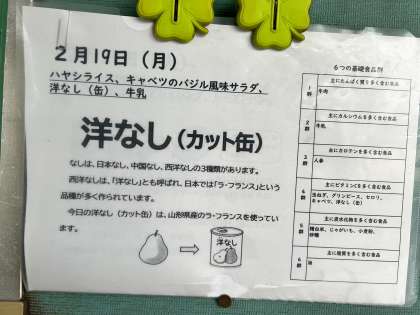 2月19日（月）
ハヤシライス、キャベツのバジル風味サラダ、
洋なし（缶）、牛乳
洋なし（カット缶）
なしは、日本なし、中国なし、西洋なしの3種類があります。
西洋なしは、「洋なし」とも呼ばれ、日本では「ラ・フランス」という
品種が多く作られています。
今日の洋なし（カット缶）は、山形県産のラ・フランスを使ってい
ます。
洋なし
6つの基礎食品群
1群
主にたんぱく質を多く含む食品
牛肉
2群
主にカルシウムを多く含む食品
牛乳
3群
主にカロテンを多く含む食品
人参
4群
主にビタミンCを多く含む食品
玉ねぎ、グリンピース、セロリ、
キャベツ、洋なし（缶）
5群
主に炭水化物を多く含む食品
精白米、じゃがいも、小麦粉、
砂糖
6群
主に脂質を多く含む食品
油